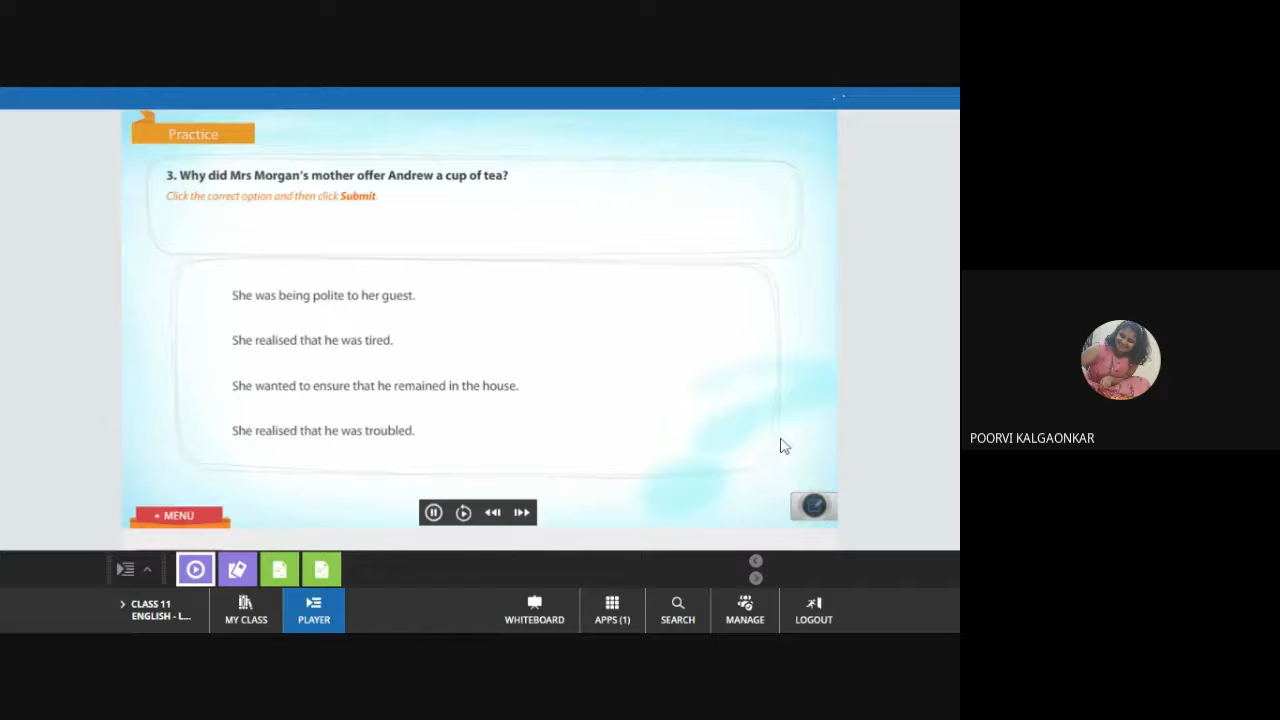 Practice
3. Why did Mrs Morgan's mother offer Andrew a cup of tea?
Click the correct option and then click Submit.
She was being polite to her guest.
She realised that he was tired.
She wanted to ensure that he remained in the house.
She realised that he was troubled.
POORVI KALGAONKAR
MENU
CLASS 11
ENGLISH - L...
MY CLASS
PLAYER
WHITEBOARD
APPS (1)
SEARCH
MANAGE
LOGOUT